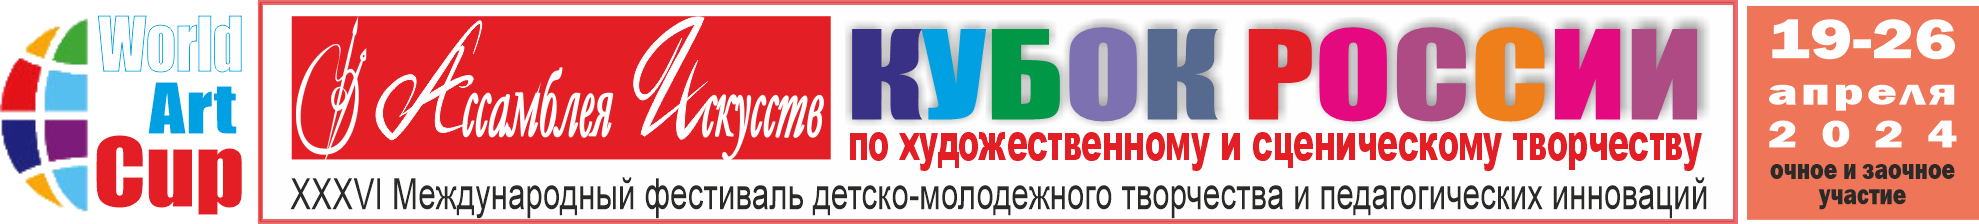 World
Art
Cup
Ассамблея Искусств
КУБОК РОССИИ
по художественному и сценическому творчеству
XXXVI Международный фестиваль детско-молодежного творчества и педагогических инноваций
19-26
апреля
2024
очное и заочное
участие